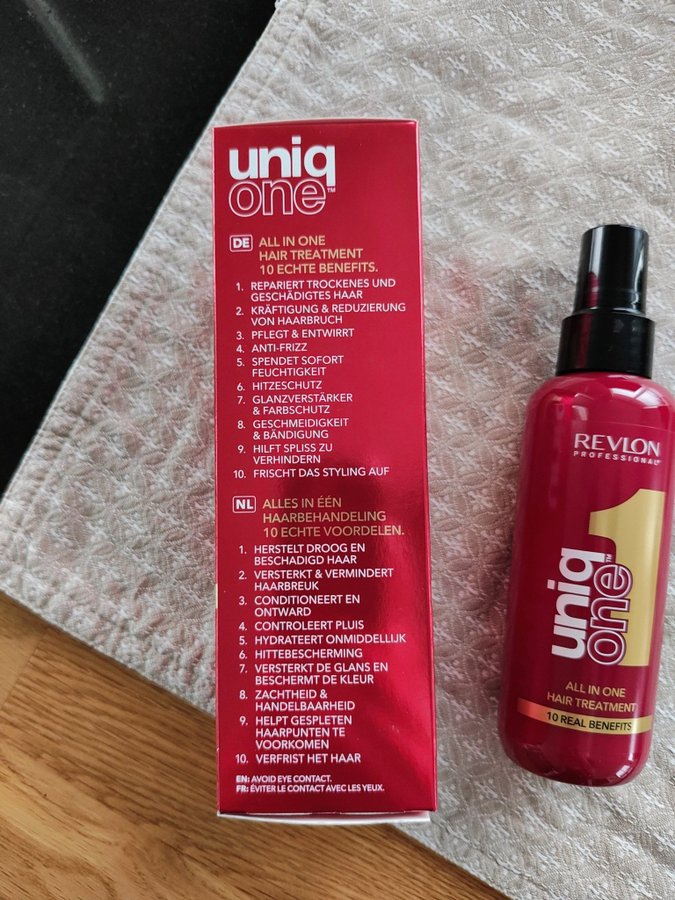 uniq
one™
DE ALL IN ONE
HAIR TREATMENT
10 ECHTE BENEFITS.
1. REPARIERT TROCKENES UND
GESCHÄDIGTES HAAR
2. KRÄFTIGUNG & REDUZIERUNG
VON HAARBRUCH
3. PFLEGT & ENTWIRRT
4. ANTI-FRIZZ
5. SPENDET SOFORT
FEUCHTIGKEIT
6. HITZESCHUTZ
7. GLANZVERSTÄRKER
& FARBSCHUTZ
8. GESCHMEIDIGKEIT
& BÄNDIGUNG
9. HILFT SPLISS ZU
VERHINDERN
10. FRISCHT DAS STYLING AUF
NL ALLES IN ÉÉN
HAARBEHANDELING
10 ECHTE VOORDELEN.
1. HERSTELT DROOG EN
BESCHADIGD HAAR
2. VERSTERKT & VERMINDERT
HAARBREUK
3. CONDITIONEERT EN
ONTWARD
4. CONTROLEERT PLUIS
5. HYDRATEERT ONMIDDELLIJK
6. HITTEBESCHERMING
7. VERSTERKT DE GLANS EN
BESCHERMT DE KLEUR
8. ZACHTHEID &
HANDELBAARHEID
9. HELPT GESPLETEN
HAARPUNTEN TE
VOORKOMEN
10. VERFRIST HET HAAR
EN: AVOID EYE CONTACT.
FR: ÉVITER LE CONTACT AVEC LES YEUX.
REVLON
PROFESSIONAL™
1
uniq
one™
ALL IN ONE
HAIR TREATMENT
10 REAL BENEFITS